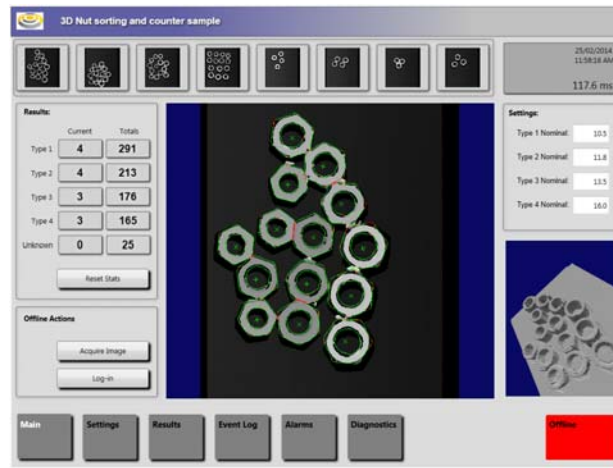 3D Nut sorting and counter sample
25/02/2014
11:58:18 AM
117.6 ms
Results:
Current Totals
Type 1 4 291
Type 2 4 213
Type 3 3 176
Type 4 3 165
Unknown 0 25
Reset Stats
Offline Actions
Acquire Image
Log-in
Settings:
Type 1 Nominal: 10.5
Type 2 Nominal: 11.8
Type 3 Nominal: 13.5
Type 4 Nominal: 16.0
Main Settings Results Event Log Alarms Diagnostics Offline